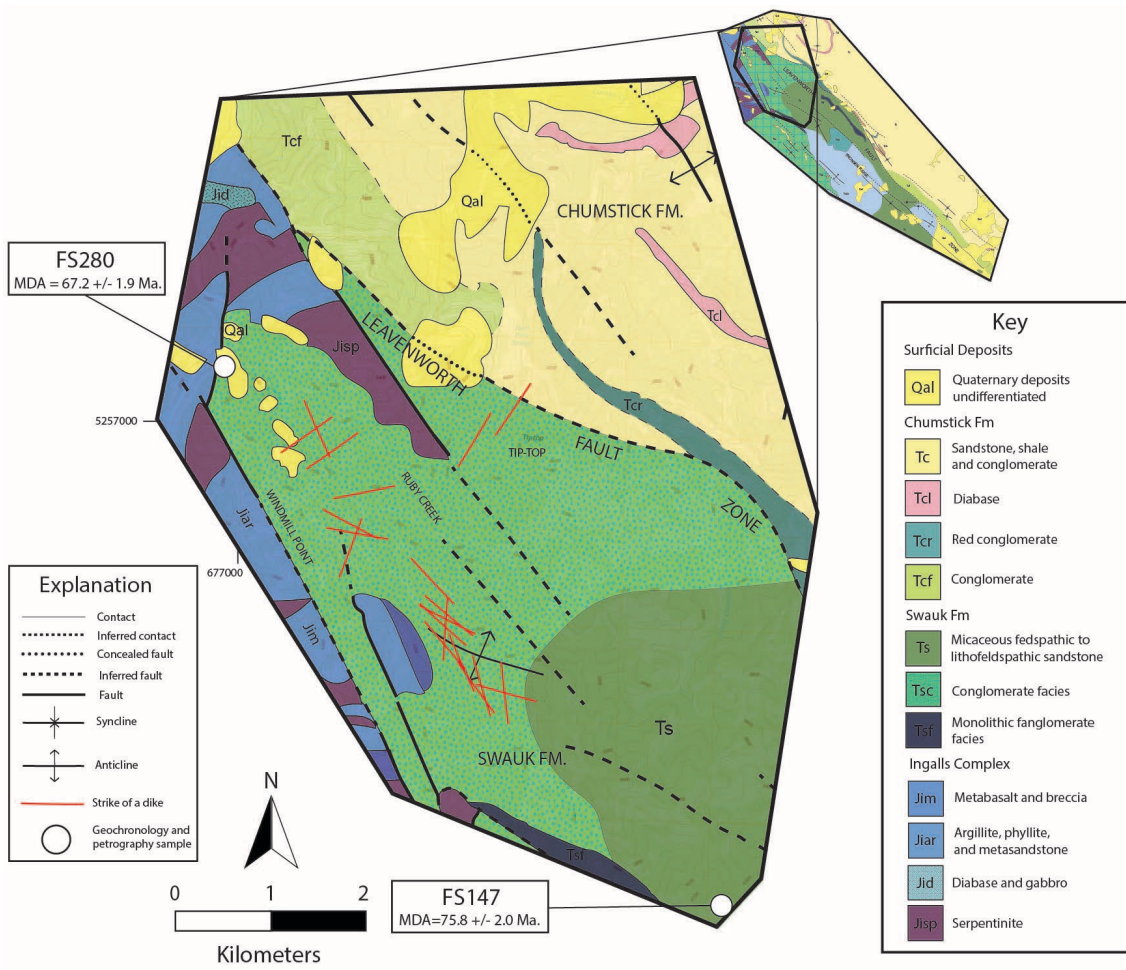 Tcf
Jid
Qal
CHUMSTICK FM.
FS280
MDA = 67.2 +/- 1.9 Ma.
Tcl
Qal
LEAVENWORTH
Jisp
Tcr
5257000
FAULT
TIP-TOP
ZONE
RUBY CREEK
WINDMILL POINT
Jiar
677000
Jim
Ts
SWAUK FM.
Tsf
FS147
MDA=75.8 +/- 2.0 Ma.
Explanation
Contact
Inferred contact
Concealed fault
Inferred fault
Fault
Syncline
Anticline
Strike of a dike
Geochronology and
petrography sample
N
0 1 2
Kilometers
LEAVENWORTH
FAULT
ZONE
Key
Surficial Deposits
Qal Quaternary deposits
undifferentiated
Chumstick Fm
Tc Sandstone, shale
and conglomerate
Tcl Diabase
Tcr Red conglomerate
Tcf Conglomerate
Swauk Fm
Ts Micaceous fedspathic to
lithofeldspathic sandstone
Tsc Conglomerate facies
Tsf Monolithic fanglomerate
facies
Ingalls Complex
Jim Metabasalt and breccia
Jiar Argillite, phyllite,
and metasandstone
Jid Diabase and gabbro
Jisp Serpentinite